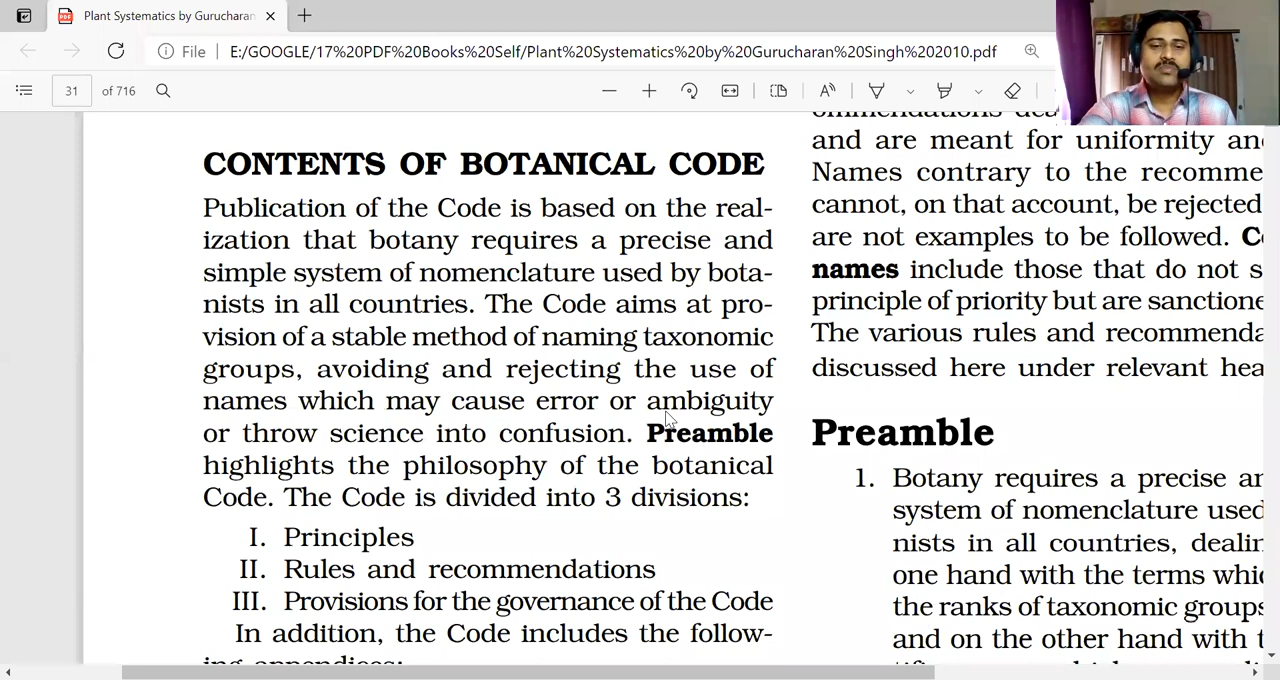 Plant Systematics by Gurucharan
File
E:/GOOGLE/17%20PDF%20Books%20Self/Plant%20Systematics%20by%20Gurucharan%20Singh%202010.pdf
31 of 716
CONTENTS OF BOTANICAL CODE
Publication of the Code is based on the real-
ization that botany requires a precise and
simple system of nomenclature used by bota-
nists in all countries. The Code aims at pro-
vision of a stable method of naming taxonomic
groups, avoiding and rejecting the use of
names which may cause error or ambiguity
or throw science into confusion. Preamble
highlights the philosophy of the botanical
Code. The Code is divided into 3 divisions:
I. Principles
II. Rules and recommendations
III. Provisions for the governance of the Code
In addition, the Code includes the follow-
ing appendices:
and are meant for uniformity
Names contrary to the
cannot, on that account, be rejected
are not examples to be followed.
names include those that do not
principle of priority but are
The various rules and
discussed here under relevant
Preamble
1. Botany requires a precise
system of nomenclature used
nists in all countries,
one hand with the terms
the ranks of taxonomic groups
and on the other hand with